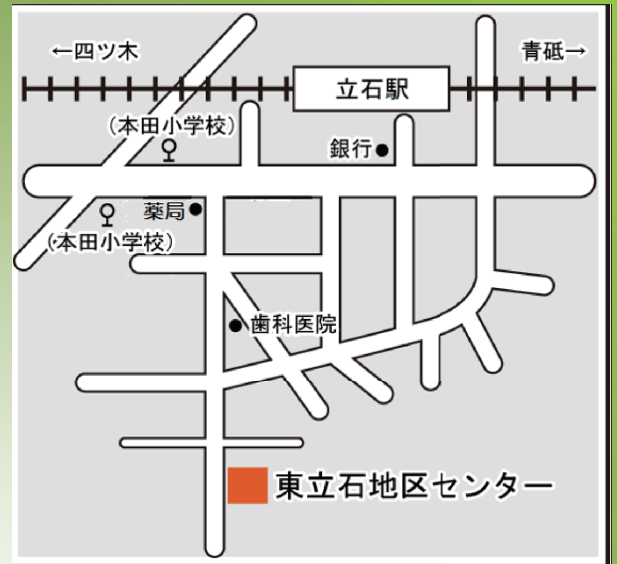 ←四ツ木
青砥→
立石駅
(本田小学校)
銀行
薬局
(本田小学校)
歯科医院
東立石地区センター